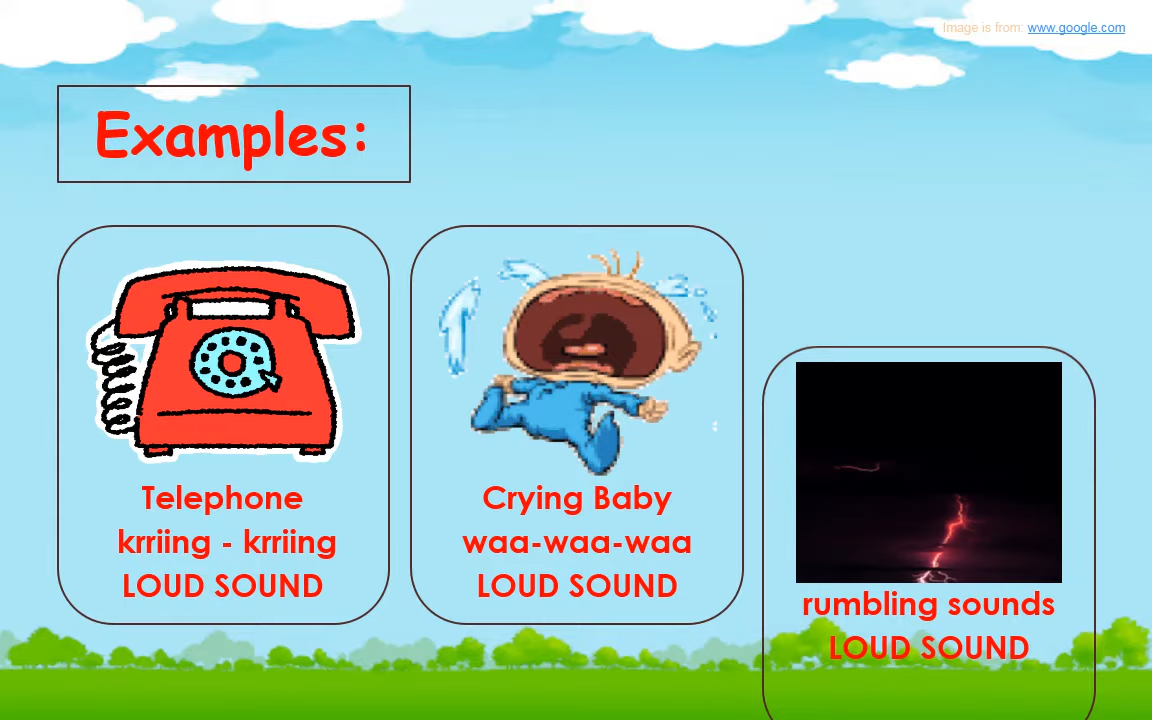 Image is from: www.google.com
Examples:
Telephone
krriing - krriing
LOUD SOUND
Crying Baby
waa-waa-waa
LOUD SOUND
rumbling sounds
LOUD SOUND